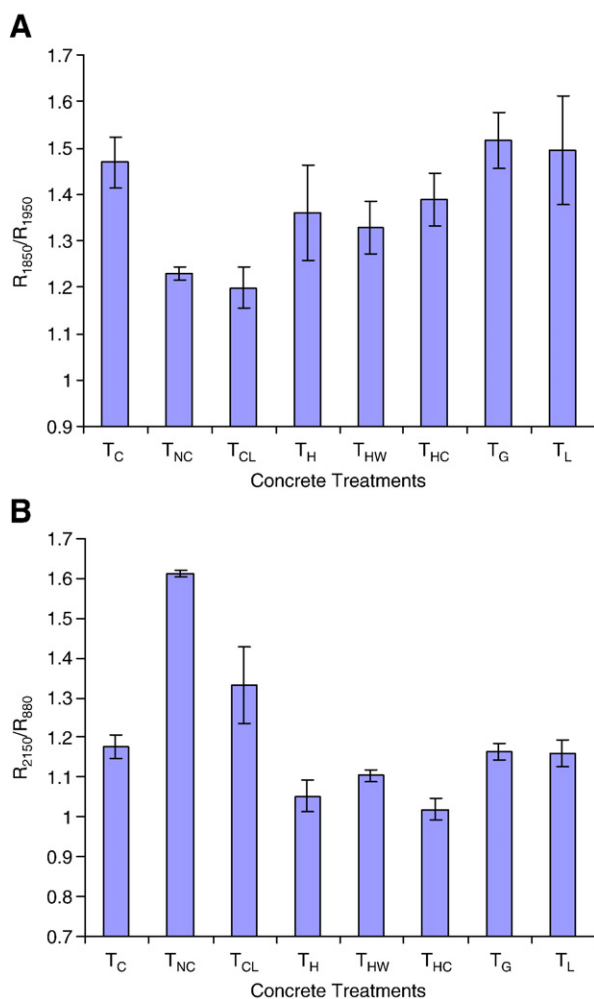 A
1.7
1.6
1.5
1.4
1.3
1.2
1.1
1
0.9
R1850/R1950
TC TNC TCL TH THW THC TG TL
Concrete Treatments
B
1.7
1.6
1.5
1.4
1.3
1.2
1.1
1
0.9
0.8
0.7
R2150/R880
TC TNC TCL TH THW THC TG TL
Concrete Treatments